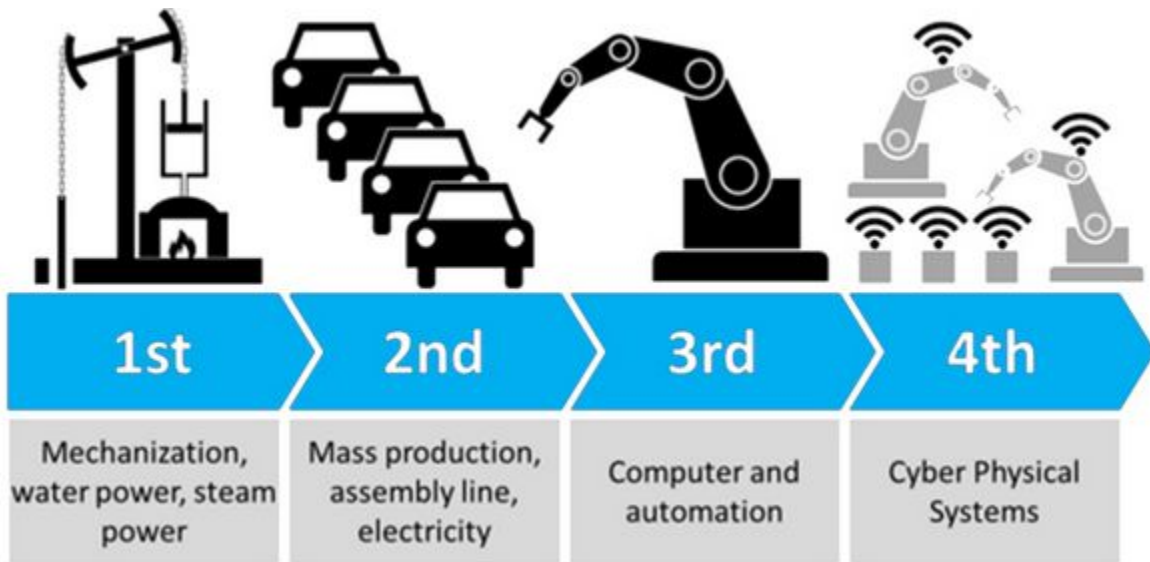 1st
2nd
3rd
4th
Mechanization,
water power, steam
power
Mass production,
assembly line,
electricity
Computer and
automation
Cyber Physical
Systems